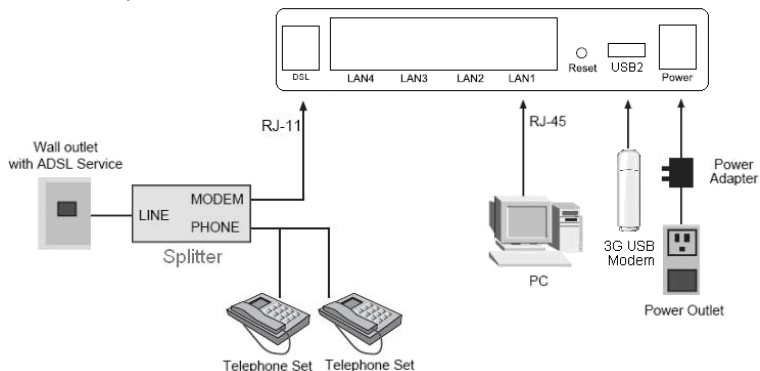 DSL
LAN4
LAN3
LAN2
LAN1
Reset
USB2
Power
RJ-11
RJ-45
Wall outlet
with ADSL Service
LINE
MODEM
PHONE
Splitter
Telephone Set
Telephone Set
PC
3G USB
Modem
Power
Adapter
Power Outlet